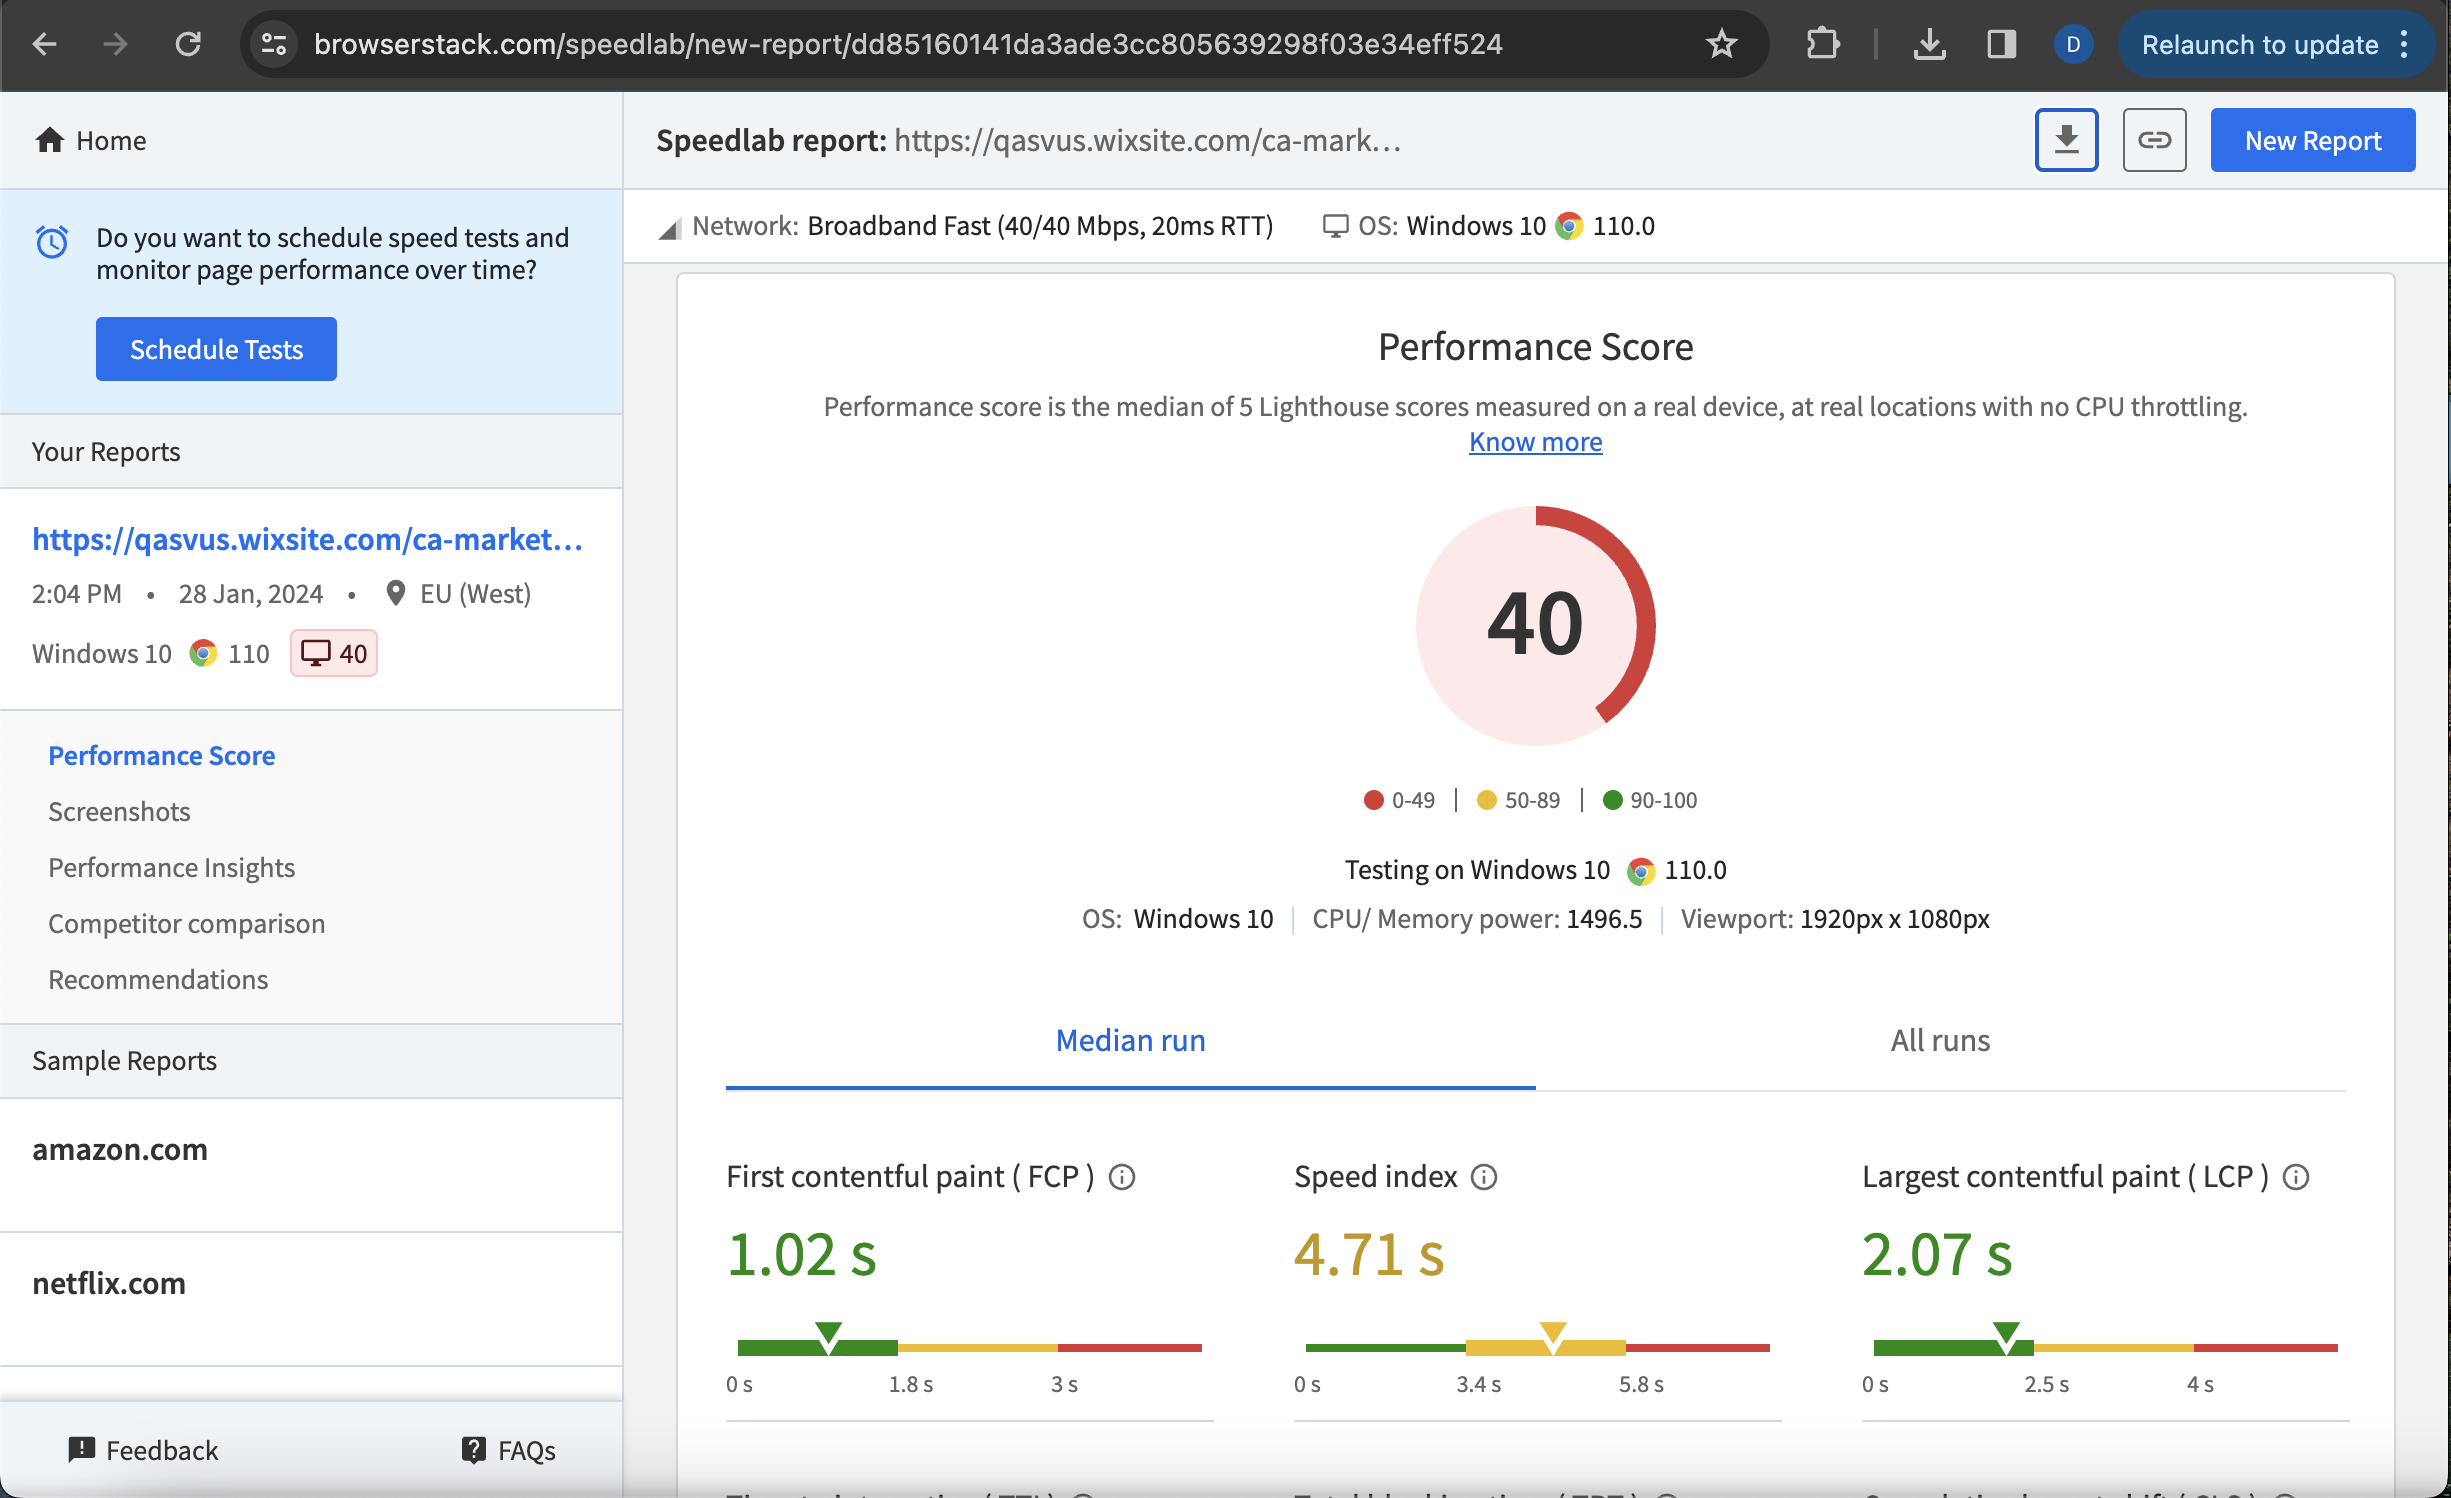 browserstack.com/speedlab/new-report/dd85160141da3ade3cc805639298f03e34eff524
D
Relaunch to update
Home
Speedlab report: https://qasvus.wixsite.com/ca-mark...
New Report
Do you want to schedule speed tests and
monitor page performance over time?
Schedule Tests
Network: Broadband Fast (40/40 Mbps, 20ms RTT)
OS: Windows 10 110.0
Your Reports
https://qasvus.wixsite.com/ca-market...
2:04 PM • 28 Jan, 2024 • EU (West)
Windows 10 110 40
Performance Score
Screenshots
Performance Insights
Competitor comparison
Recommendations
Sample Reports
amazon.com
netflix.com
Feedback
FAQs
Performance Score
Performance score is the median of 5 Lighthouse scores measured on a real device, at real locations with no CPU throttling.
Know more
40
0-49 | 50-89 | 90-100
Testing on Windows 10 110.0
OS: Windows 10 | CPU/ Memory power: 1496.5 | Viewport: 1920px x 1080px
Median run
All runs
First contentful paint ( FCP )
1.02 s
0 s 1.8 s 3 s
Speed index
4.71 s
0 s 3.4 s 5.8 s
Largest contentful paint ( LCP )
2.07 s
0 s 2.5 s 4 s